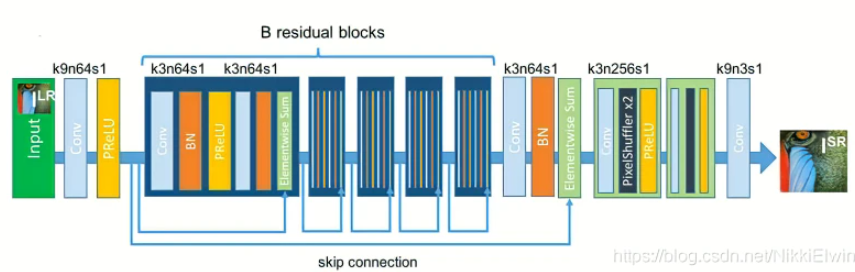 B residual blocks
k9n64s1
k3n64s1 k3n64s1
k3n64s1
k3n256s1
k9n3s1
I LR
Input
Conv
PReLU
Conv
BN
PReLU
Elementwise Sum
Conv
BN
Elementwise Sum
Conv
PixelShuffler x2
PReLU
Conv
I SR
skip connection
https://blog.csdn.net/NikkiElwin